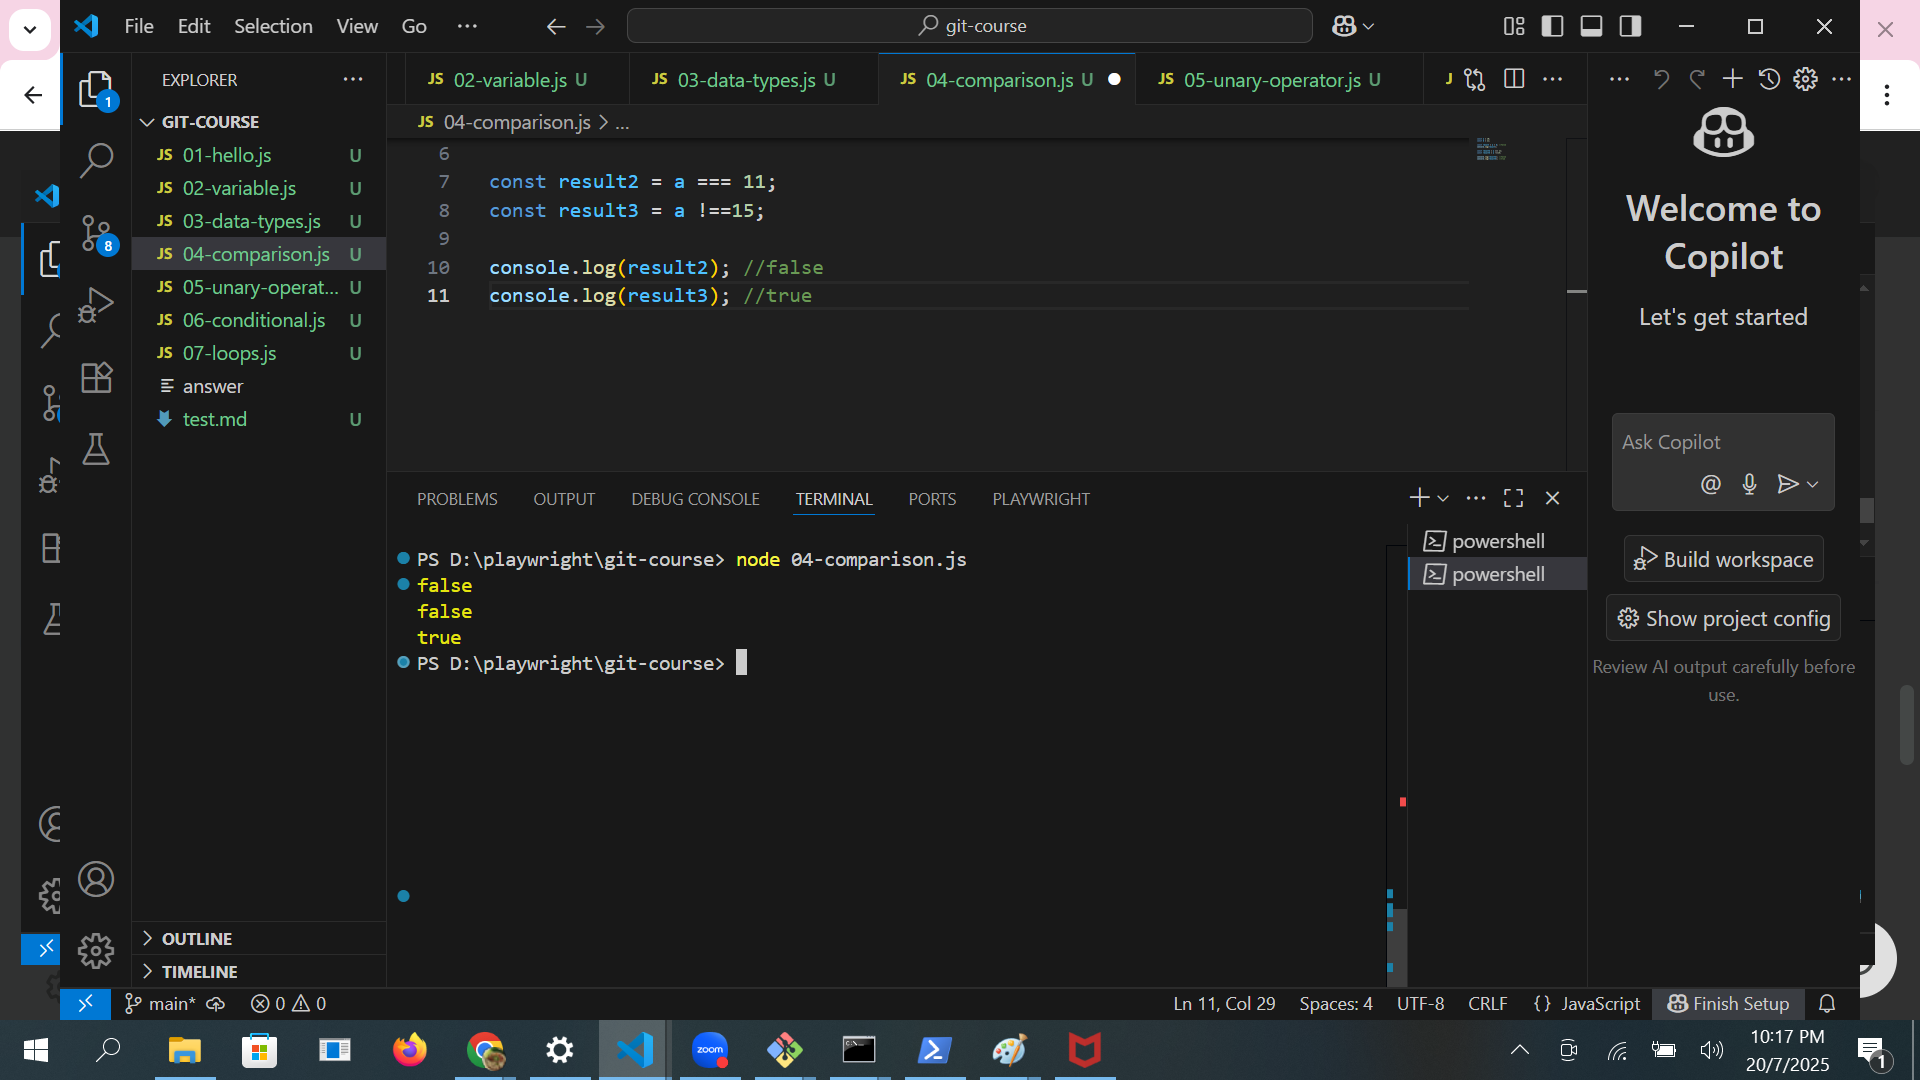 File Edit Selection View Go ··· git-course
EXPLORER ···
JS 02-variable.js U JS 03-data-types.js U JS 04-comparison.js U JS 05-unary-operator.js U
GIT-COURSE
JS 04-comparison.js > ...
JS 01-hello.js U
JS 02-variable.js U
JS 03-data-types.js U
JS 04-comparison.js U
JS 05-unary-operat... U
JS 06-conditional.js U
JS 07-loops.js U
answer
test.md U
6
7 const result2 = a === 11;
8 const result3 = a !==15;
9
10 console.log(result2); //false
11 console.log(result3); //true
Welcome to
Copilot
Let's get started
Ask Copilot
Build workspace
Show project config
Review AI output carefully before
use.
PROBLEMS OUTPUT DEBUG CONSOLE TERMINAL PORTS PLAYWRIGHT
powershell
powershell
PS D:\playwright\git-course> node 04-comparison.js
false
false
true
PS D:\playwright\git-course>
OUTLINE
TIMELINE
1
8
main* 0 0 Ln 11, Col 29 Spaces: 4 UTF-8 CRLF {} JavaScript Finish Setup
zoom
10:17 PM
20/7/2025
1